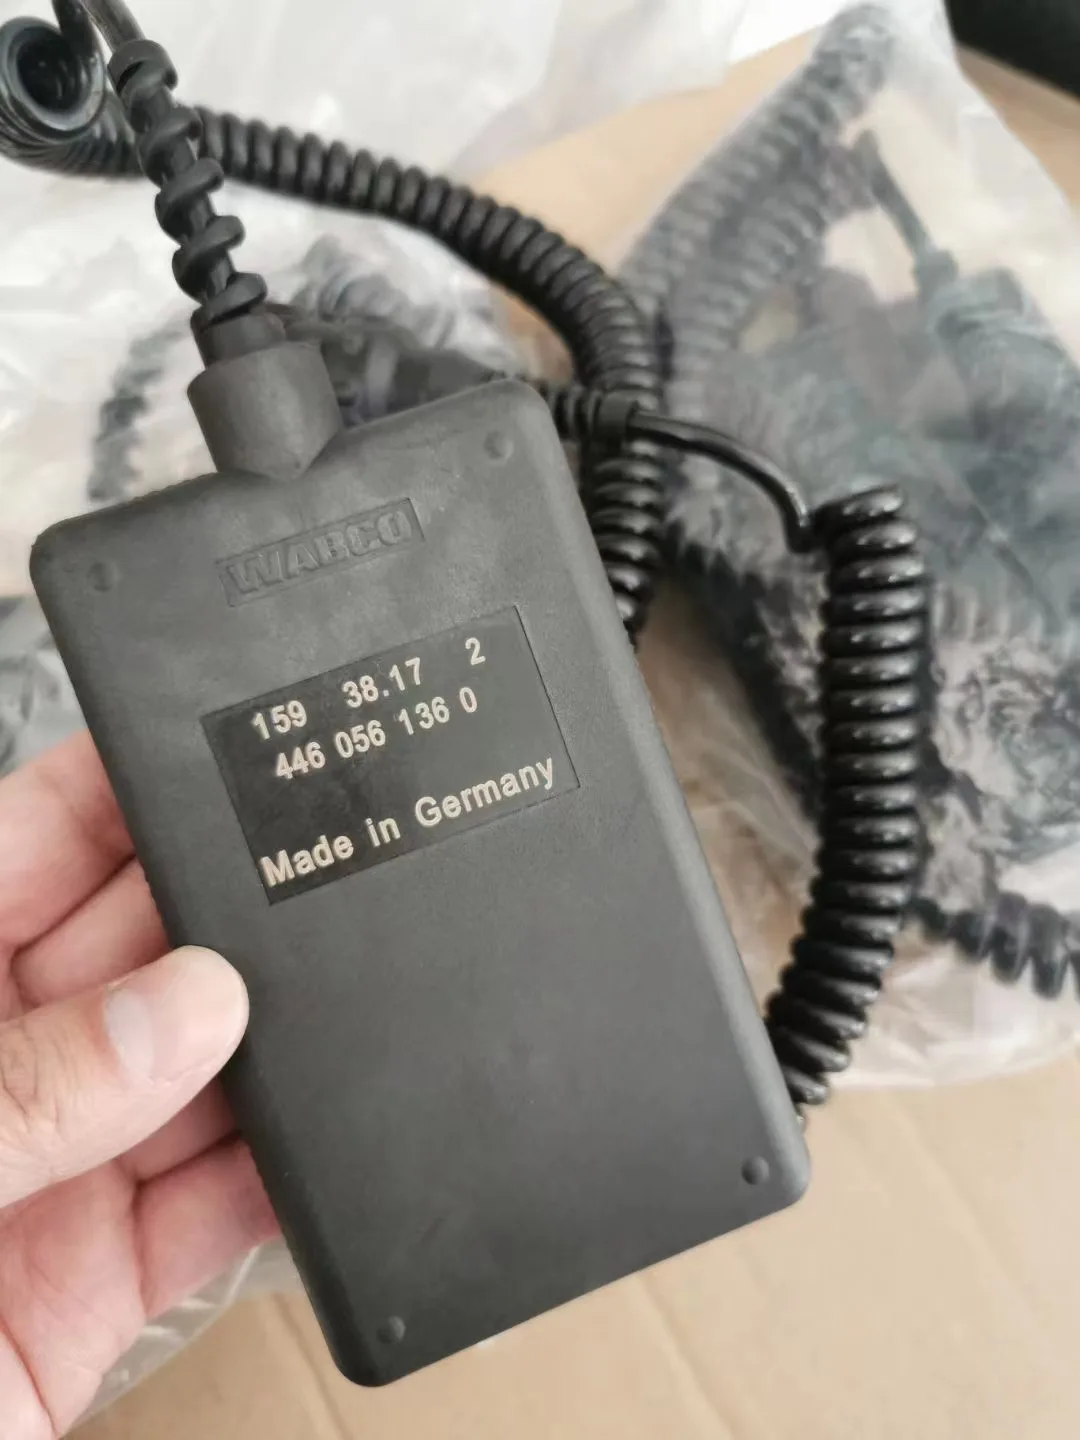 WABCO
159 38.17 2
446 056 136 0
Made in Germany